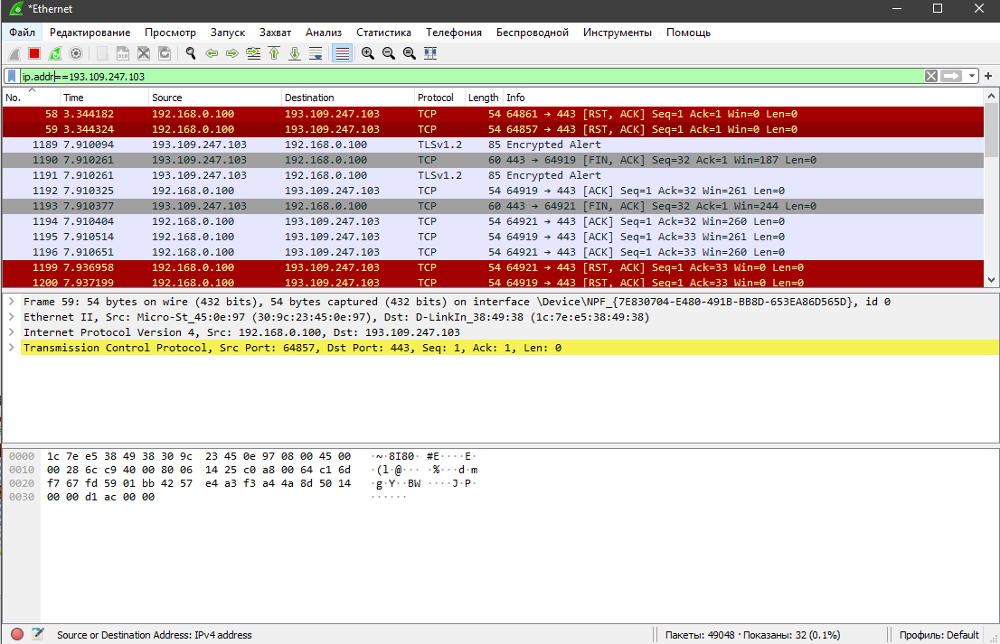 *Ethernet
Файл Редактирование Просмотр Запуск Захват Анализ Статистика Телефония Беспроводной Инструменты Помощь
ip.addr==193.109.247.103
No. Time Source Destination Protocol Length Info
58 3.344182 192.168.0.100 193.109.247.103 TCP 54 64861 → 443 [RST, ACK] Seq=1 Ack=1 Win=0 Len=0
59 3.344324 192.168.0.100 193.109.247.103 TCP 54 64857 → 443 [RST, ACK] Seq=1 Ack=1 Win=0 Len=0
1189 7.910094 193.109.247.103 192.168.0.100 TLSv1.2 85 Encrypted Alert
1190 7.910261 193.109.247.103 192.168.0.100 TCP 60 443 → 64919 [FIN, ACK] Seq=32 Ack=1 Win=187 Len=0
1191 7.910261 193.109.247.103 192.168.0.100 TLSv1.2 85 Encrypted Alert
1192 7.910325 192.168.0.100 193.109.247.103 TCP 54 64919 → 443 [ACK] Seq=1 Ack=32 Win=261 Len=0
1193 7.910377 193.109.247.103 192.168.0.100 TCP 60 443 → 64921 [FIN, ACK] Seq=32 Ack=1 Win=244 Len=0
1194 7.910404 192.168.0.100 193.109.247.103 TCP 54 64921 → 443 [ACK] Seq=1 Ack=32 Win=260 Len=0
1195 7.910514 192.168.0.100 193.109.247.103 TCP 54 64919 → 443 [ACK] Seq=1 Ack=33 Win=261 Len=0
1196 7.910651 192.168.0.100 193.109.247.103 TCP 54 64921 → 443 [ACK] Seq=1 Ack=33 Win=260 Len=0
1199 7.936958 192.168.0.100 193.109.247.103 TCP 54 64921 → 443 [RST, ACK] Seq=1 Ack=33 Win=0 Len=0
1200 7.937199 192.168.0.100 193.109.247.103 TCP 54 64919 → 443 [RST, ACK] Seq=1 Ack=33 Win=0 Len=0
Frame 59: 54 bytes on wire (432 bits), 54 bytes captured (432 bits) on interface \Device\NPF_{7E830704-E480-491B-BB8D-653EA86D565D}, id 0
Ethernet II, Src: Micro-St_45:0e:97 (30:9c:23:45:0e:97), Dst: D-LinkIn_38:49:38 (1c:7e:e5:38:49:38)
Internet Protocol Version 4, Src: 192.168.0.100, Dst: 193.109.247.103
Transmission Control Protocol, Src Port: 64857, Dst Port: 443, Seq: 1, Ack: 1, Len: 0
0000 1c 7e e5 38 49 38 30 9c 23 45 0e 97 08 00 45 00 ·~·8I80· #E····E·
0010 00 28 6c c9 40 00 80 06 14 25 c0 a8 00 64 c1 6d ·(l·@··· ·%···d·m
0020 f7 67 fd 59 01 bb 42 57 e4 a3 f3 a4 4a 8d 50 14 ·g·Y··BW ····J·P·
0030 00 00 d1 ac 00 00 ······
Source or Destination Address: IPv4 address Пакеты: 49048 · Показаны: 32 (0.1%) Профиль: Default